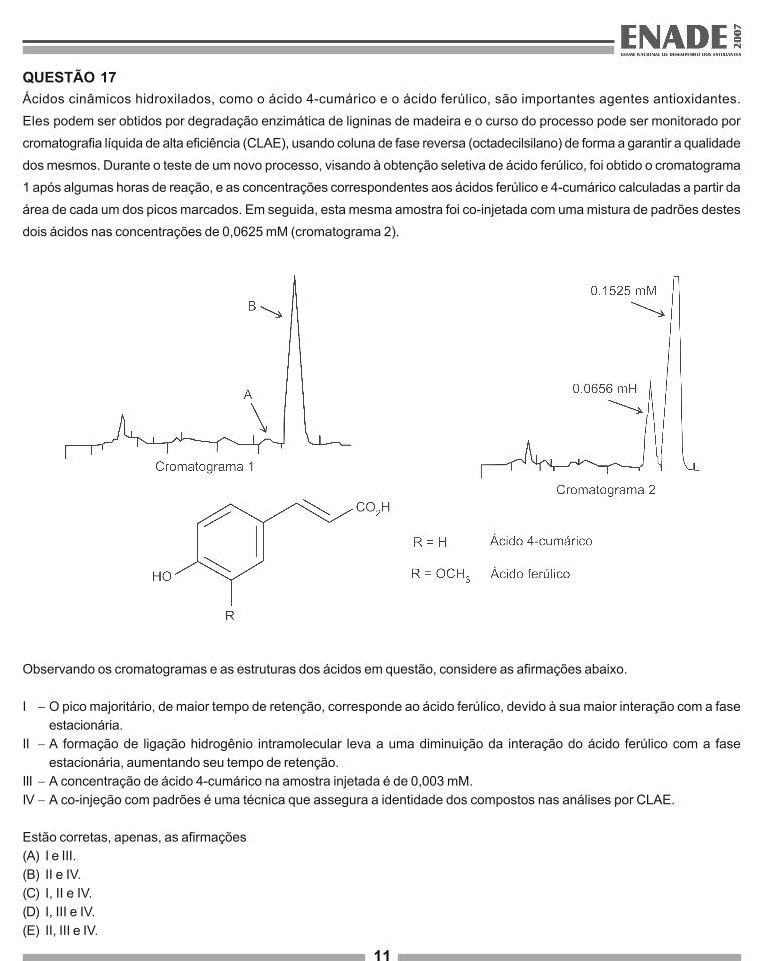 ENADE 2007
EXAME NACIONAL DE DESEMPENHO DOS ESTUDANTES
QUESTÃO 17
Ácidos cinâmicos hidroxilados, como o ácido 4-cumárico e o ácido ferúlico, são importantes agentes antioxidantes.
Eles podem ser obtidos por degradação enzimática de ligninas de madeira e o curso do processo pode ser monitorado por
cromatografia líquida de alta eficiência (CLAE), usando coluna de fase reversa (octadecilsilano) de forma a garantir a qualidade
dos mesmos. Durante o teste de um novo processo, visando à obtenção seletiva de ácido ferúlico, foi obtido o cromatograma
1 após algumas horas de reação, e as concentrações correspondentes aos ácidos ferúlico e 4-cumárico calculadas a partir da
área de cada um dos picos marcados. Em seguida, esta mesma amostra foi co-injetada com uma mistura de padrões destes
dois ácidos nas concentrações de 0,0625 mM (cromatograma 2).
B
A
Cromatograma 1
0.1525 mM
0.0656 mH
Cromatograma 2
CO2H
HO
R
R = H Ácido 4-cumárico
R = OCH3 Ácido ferúlico
Observando os cromatogramas e as estruturas dos ácidos em questão, considere as afirmações abaixo.
I – O pico majoritário, de maior tempo de retenção, corresponde ao ácido ferúlico, devido à sua maior interação com a fase
estacionária.
II – A formação de ligação hidrogênio intramolecular leva a uma diminuição da interação do ácido ferúlico com a fase
estacionária, aumentando seu tempo de retenção.
III – A concentração de ácido 4-cumárico na amostra injetada é de 0,003 mM.
IV – A co-injeção com padrões é uma técnica que assegura a identidade dos compostos nas análises por CLAE.
Estão corretas, apenas, as afirmações
(A) I e III.
(B) II e IV.
(C) I, II e IV.
(D) I, III e IV.
(E) II, III e IV.
11